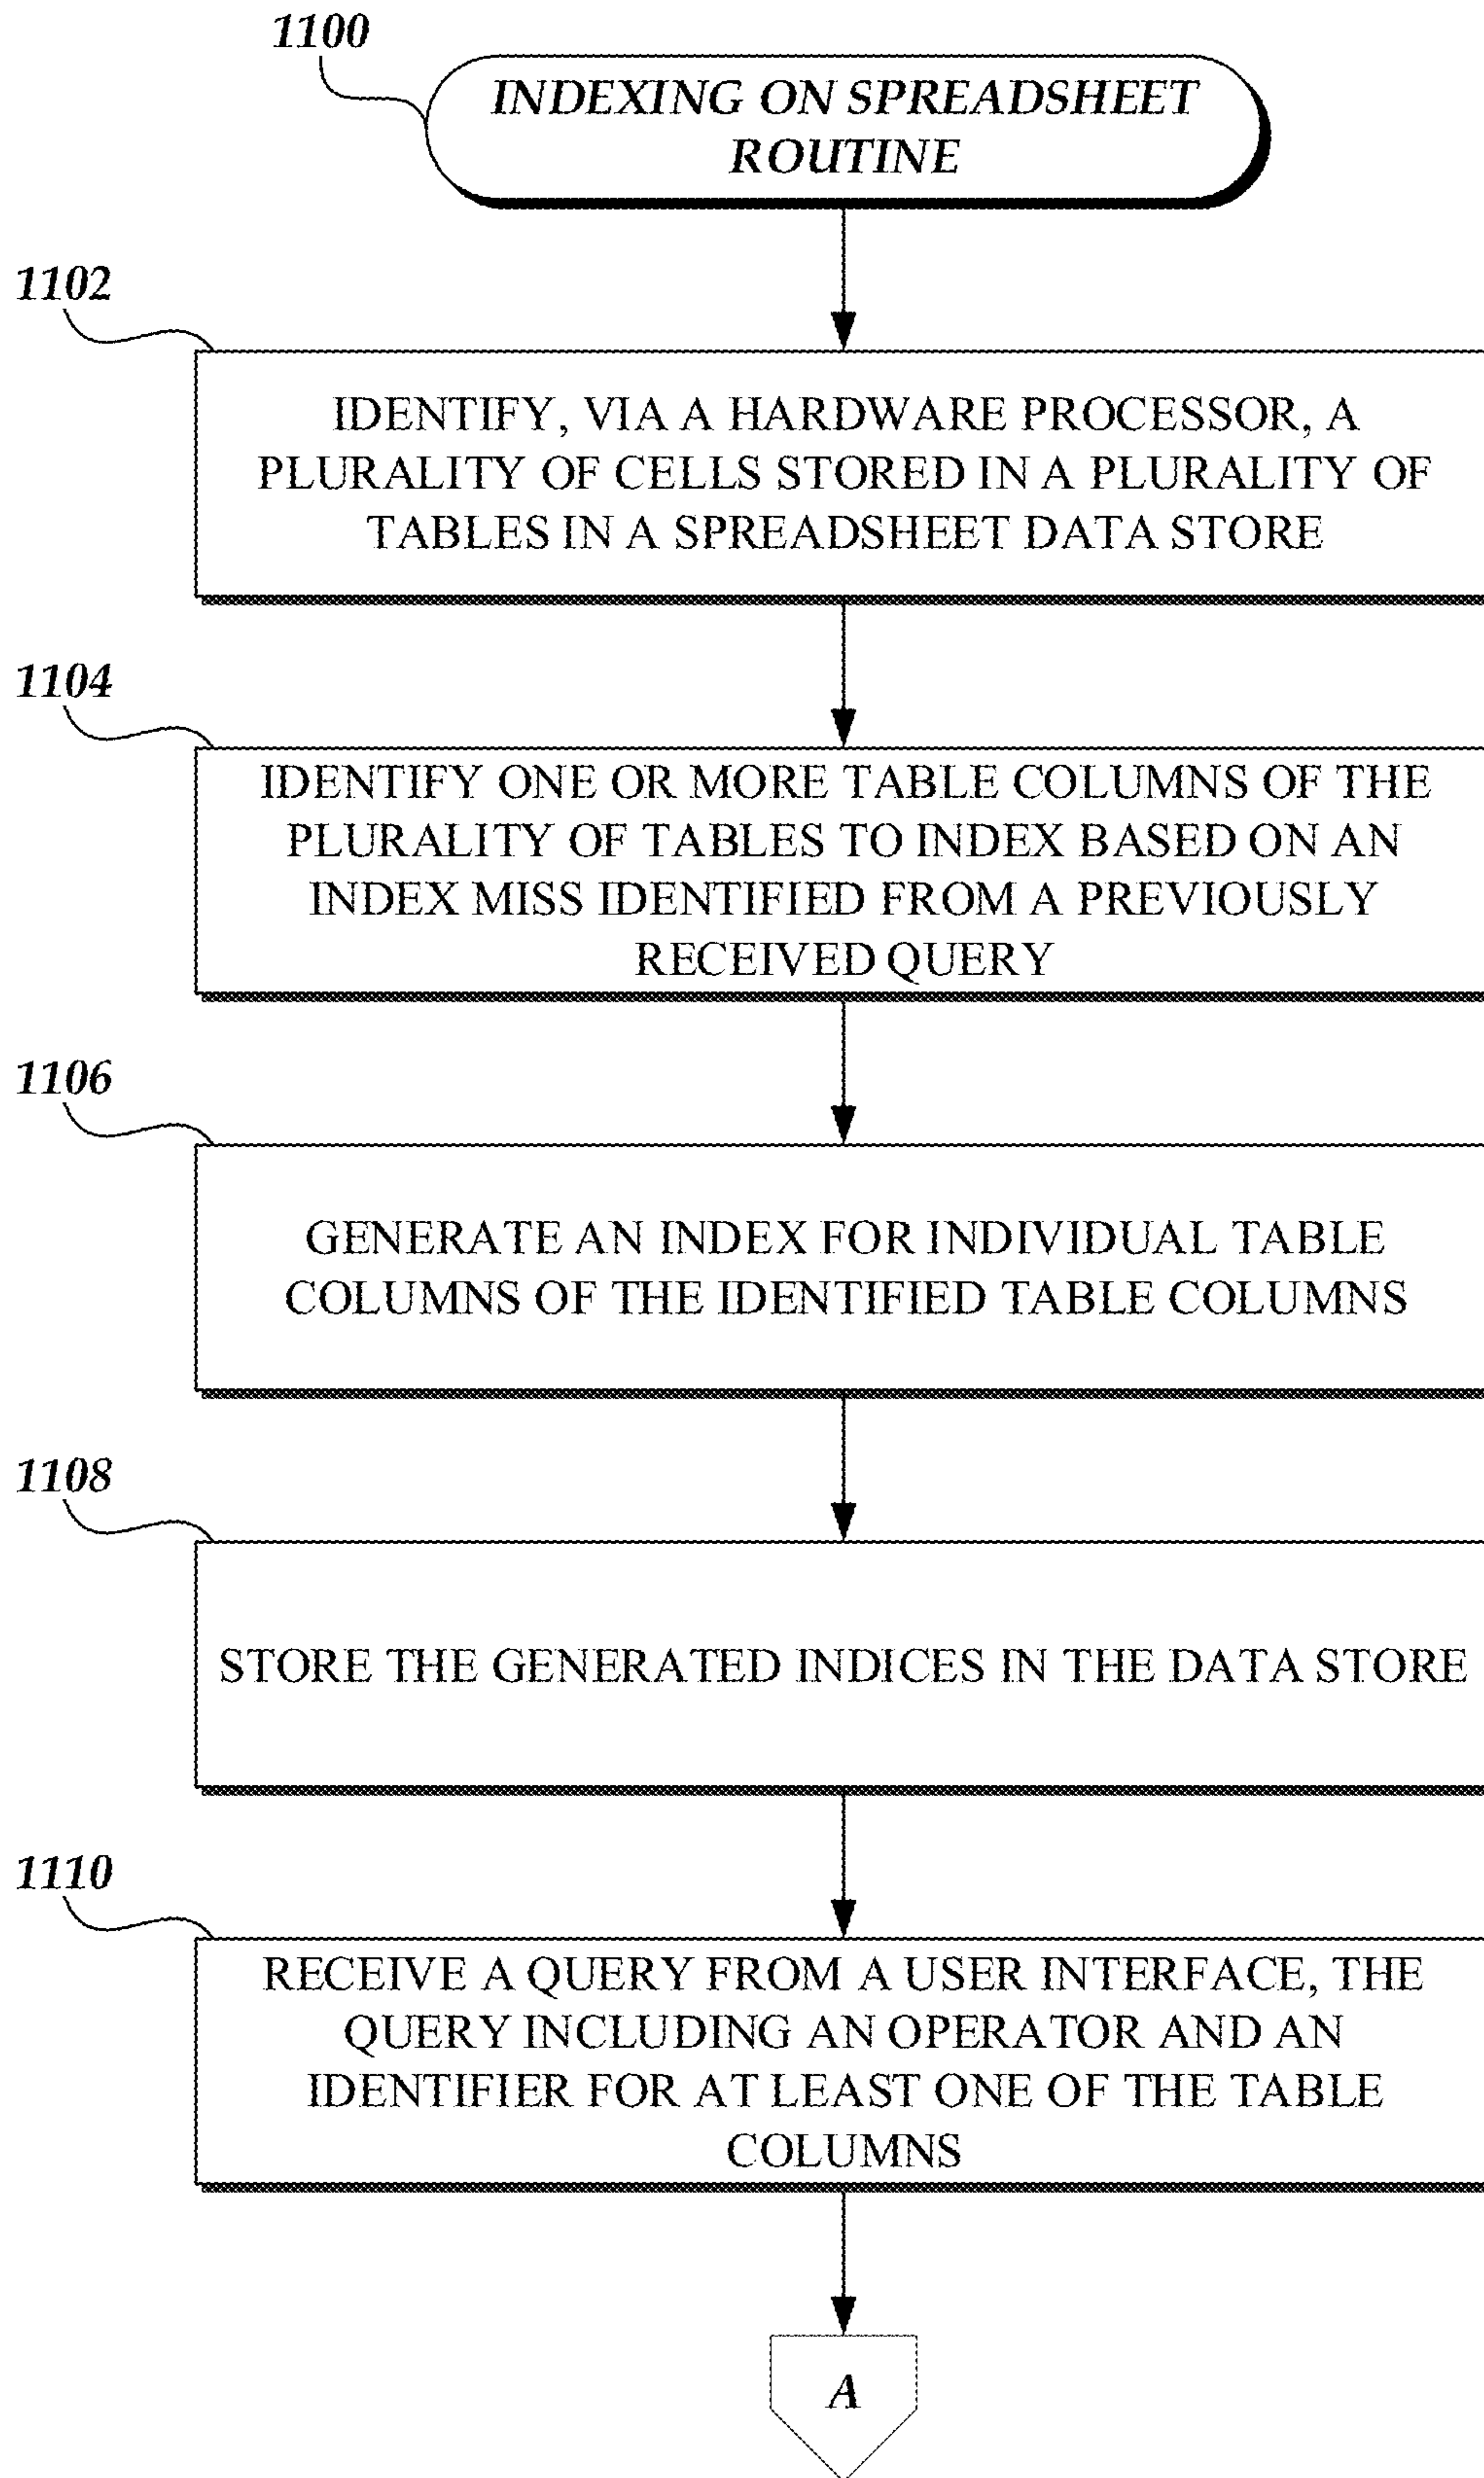 1100
INDEXING ON SPREADSHEET
ROUTINE
1102
IDENTIFY, VIA A HARDWARE PROCESSOR, A
PLURALITY OF CELLS STORED IN A PLURALITY OF
TABLES IN A SPREADSHEET DATA STORE
1104
IDENTIFY ONE OR MORE TABLE COLUMNS OF THE
PLURALITY OF TABLES TO INDEX BASED ON AN
INDEX MISS IDENTIFIED FROM A PREVIOUSLY
RECEIVED QUERY
1106
GENERATE AN INDEX FOR INDIVIDUAL TABLE
COLUMNS OF THE IDENTIFIED TABLE COLUMNS
1108
STORE THE GENERATED INDICES IN THE DATA STORE
1110
RECEIVE A QUERY FROM A USER INTERFACE, THE
QUERY INCLUDING AN OPERATOR AND AN
IDENTIFIER FOR AT LEAST ONE OF THE TABLE
COLUMNS
A